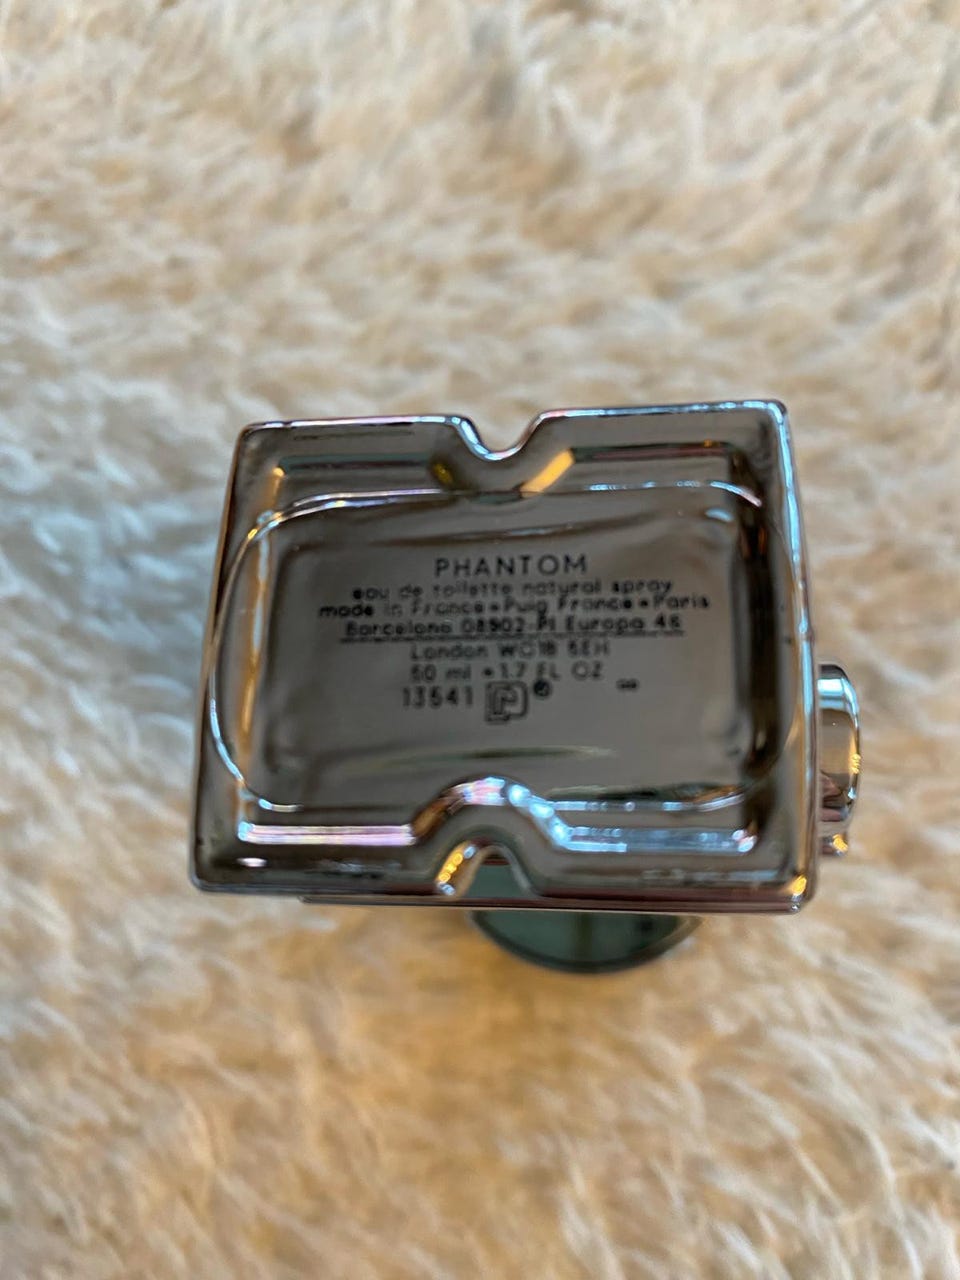 PHANTOM
eau de toilette natural spray
made in France • Puig France • Paris
Barcelona 08902-Pl Europa 46
London WC1B 5EH
50 ml • 1.7 FL OZ
13541